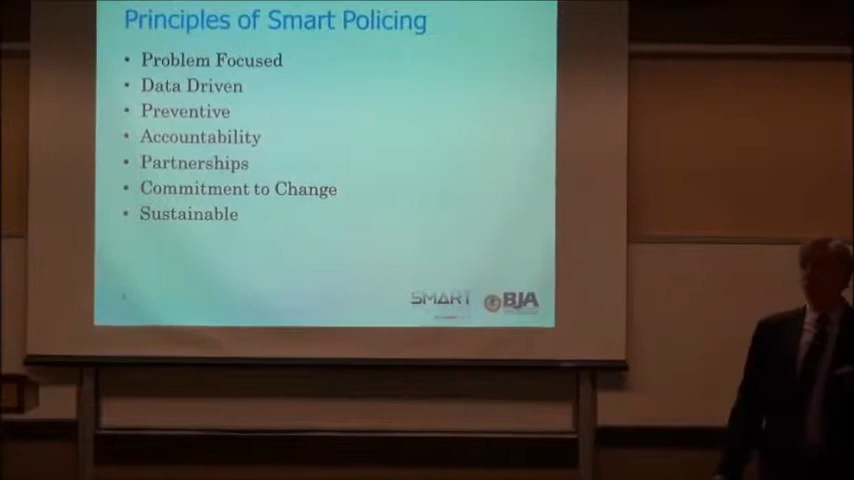 Principles of Smart Policing
• Problem Focused
• Data Driven
• Preventive
• Accountability
• Partnerships
• Commitment to Change
• Sustainable
SMART
BJA